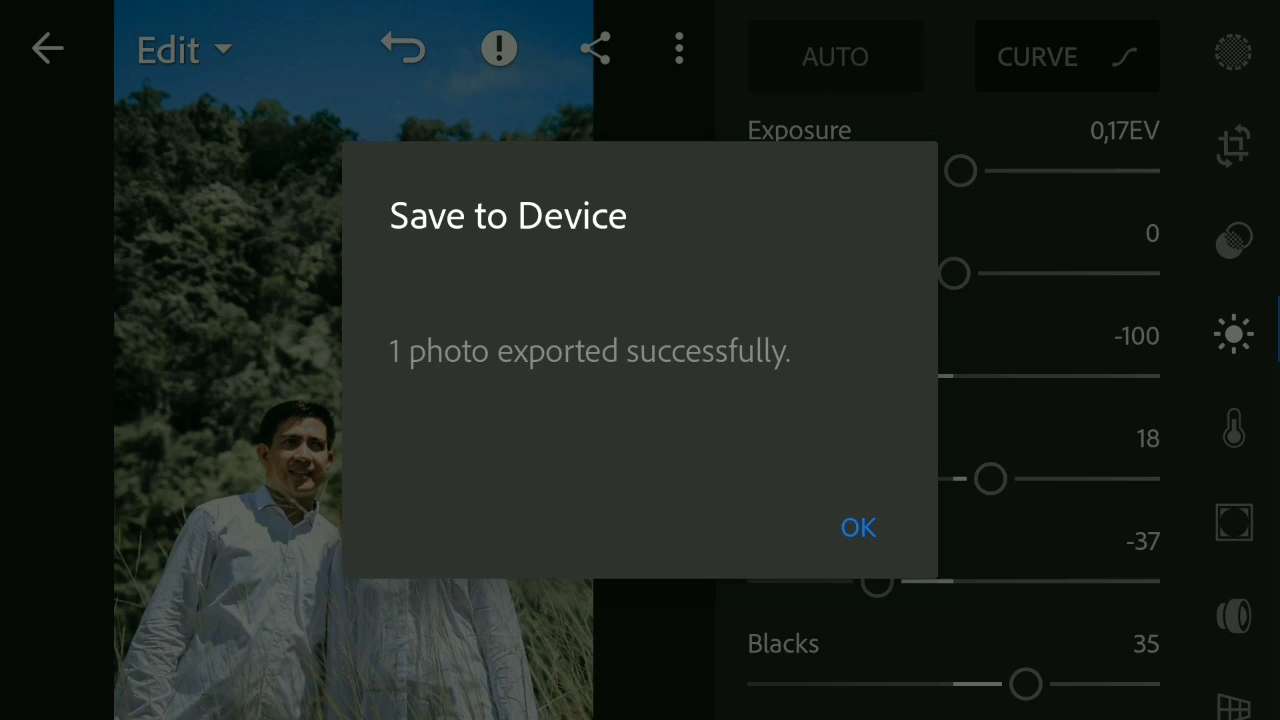 Edit
AUTO
CURVE
Exposure
0,17EV
0
-100
18
-37
Blacks
35
Save to Device
1 photo exported successfully.
OK